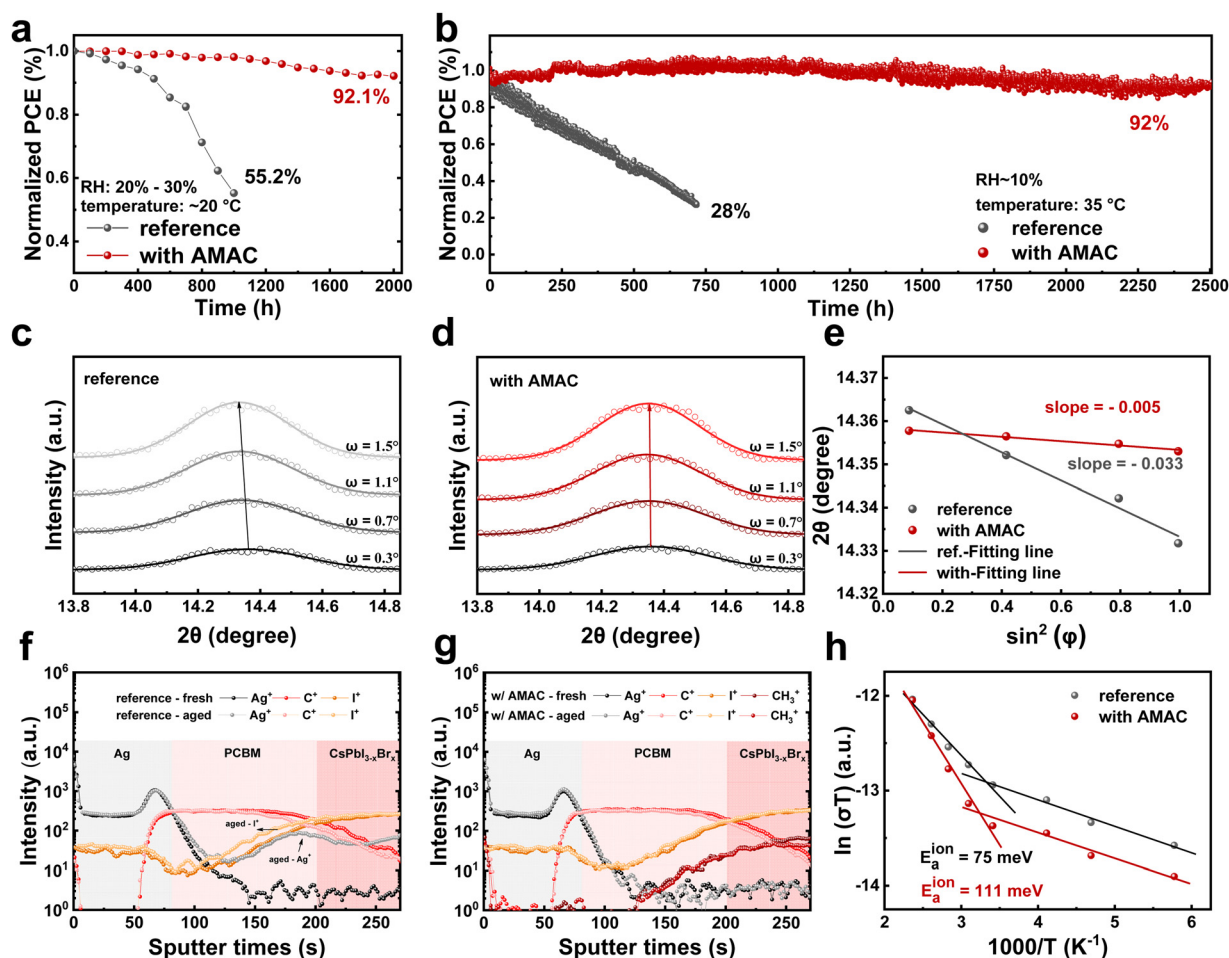 a
Normalized PCE (%)
1.0
0.8
0.6
0.4
92.1%
55.2%
RH: 20% - 30%
temperature: ~20 °C
reference
with AMAC
0 400 800 1200 1600 2000
Time (h)
b
Normalized PCE (%)
1.0
0.8
0.6
0.4
0.2
0.0
92%
28%
RH~10%
temperature: 35 °C
reference
with AMAC
0 250 500 750 1000 1250 1500 1750 2000 2250 2500
Time (h)
c
Intensity (a.u.)
reference
ω = 1.5°
ω = 1.1°
ω = 0.7°
ω = 0.3°
13.8 14.0 14.2 14.4 14.6 14.8
2θ (degree)
d
Intensity (a.u.)
with AMAC
ω = 1.5°
ω = 1.1°
ω = 0.7°
ω = 0.3°
13.8 14.0 14.2 14.4 14.6 14.8
2θ (degree)
e
2θ (degree)
14.37
14.36
14.35
14.34
14.33
14.32
slope = - 0.005
slope = - 0.033
reference
with AMAC
ref.-Fitting line
with-Fitting line
0.0 0.2 0.4 0.6 0.8 1.0
sin² (φ)
f
Intensity (a.u.)
10⁶
10⁵
10⁴
10³
10²
10¹
10⁰
reference - fresh Ag⁺ C⁺ I⁺
reference - aged Ag⁺ C⁺ I⁺
Ag PCBM CsPbI₃₋ₓBrₓ
aged - I⁺
aged - Ag⁺
0 50 100 150 200 250
Sputter times (s)
g
Intensity (a.u.)
10⁶
10⁵
10⁴
10³
10²
10¹
10⁰
w/ AMAC - fresh Ag⁺ C⁺ I⁺ CH₃⁺
w/ AMAC - aged Ag⁺ C⁺ I⁺ CH₃⁺
Ag PCBM CsPbI₃₋ₓBrₓ
0 50 100 150 200 250
Sputter times (s)
h
ln (σT) (a.u.)
-12
-13
-14
reference
with AMAC
Eₐⁱᵒⁿ = 75 meV
Eₐⁱᵒⁿ = 111 meV
2 3 4 5 6
1000/T (K⁻¹)